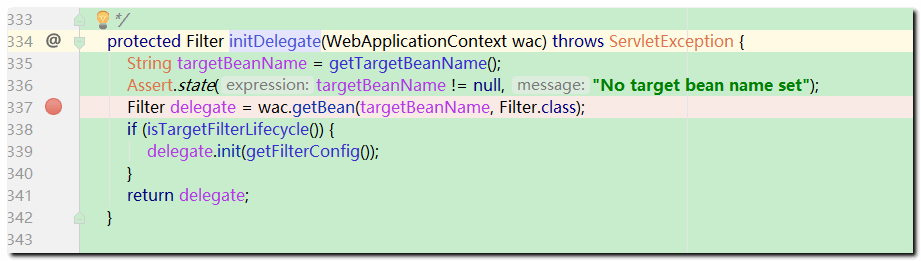 333 */
334 @ protected Filter initDelegate(WebApplicationContext wac) throws ServletException {
335 String targetBeanName = getTargetBeanName();
336 Assert.state( expression: targetBeanName != null, message: "No target bean name set");
337 Filter delegate = wac.getBean(targetBeanName, Filter.class);
338 if (isTargetFilterLifecycle()) {
339 delegate.init(getFilterConfig());
340 }
341 return delegate;
342 }
343